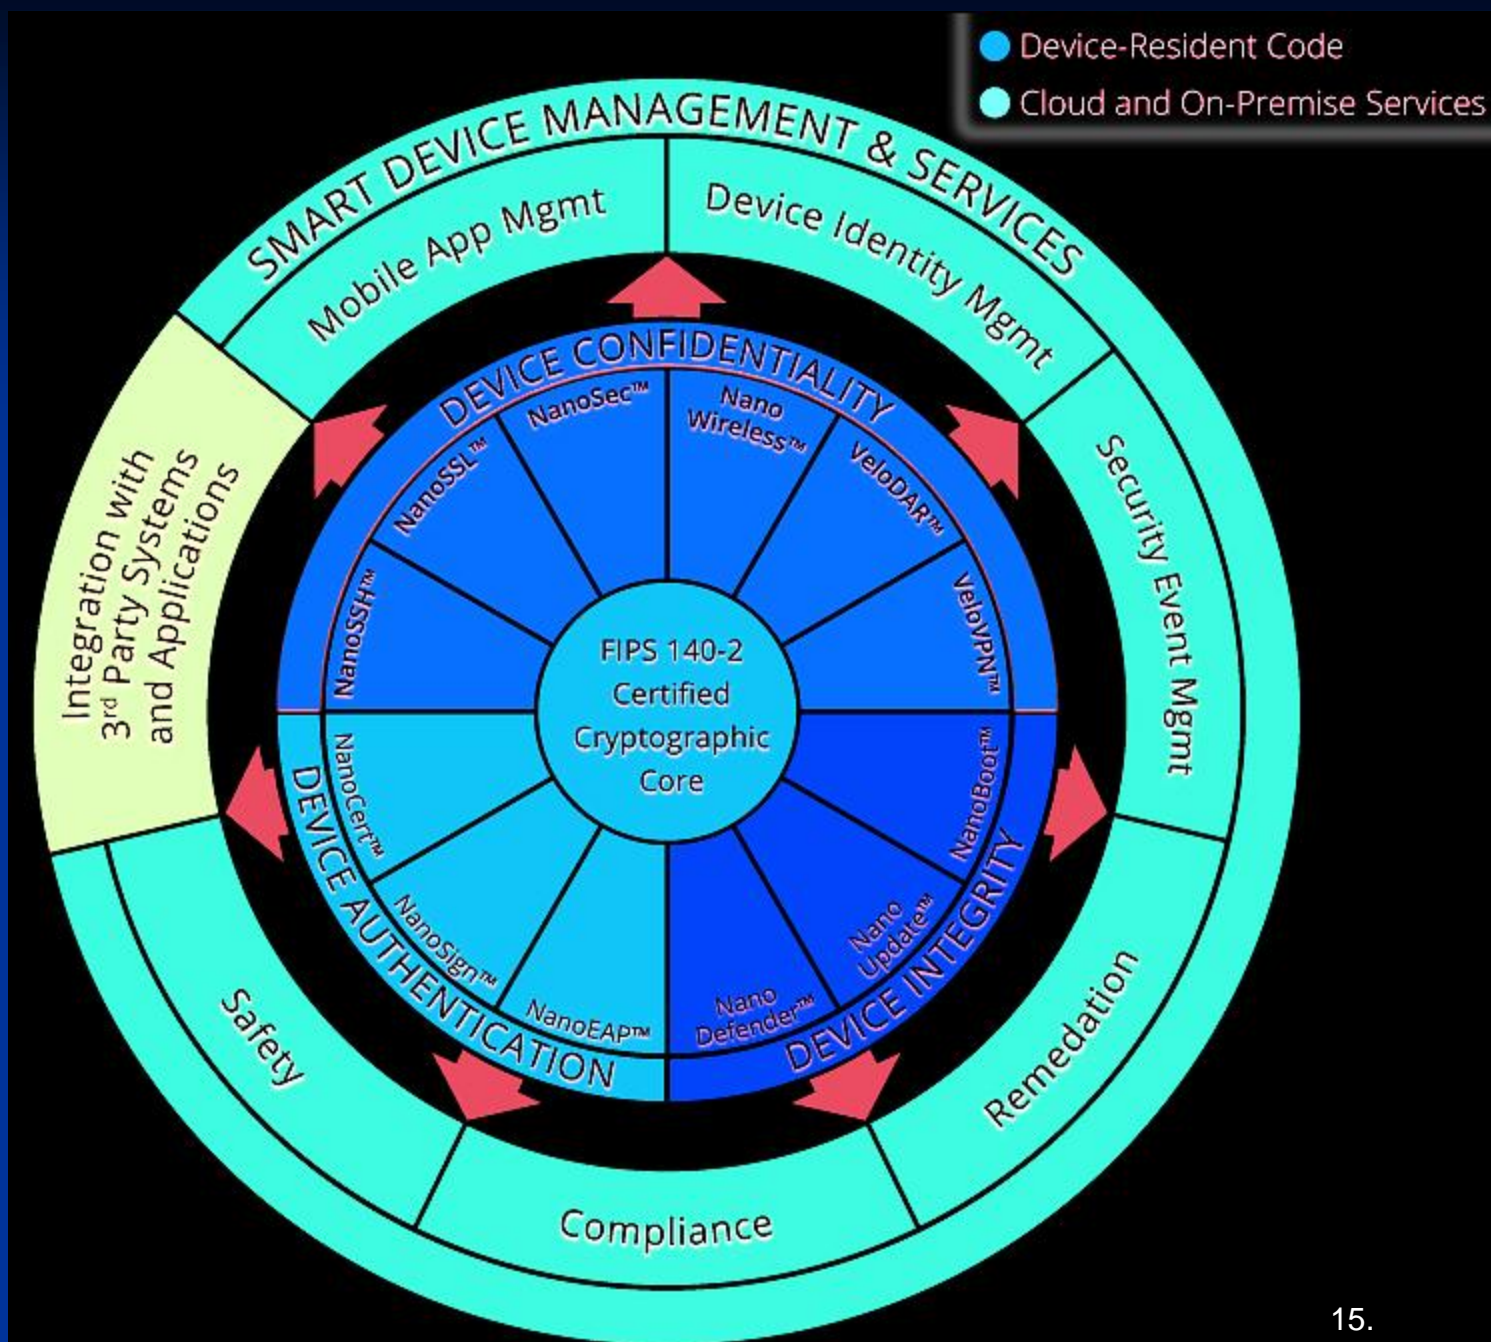 Device-Resident Code
Cloud and On-Premise Services
SMART DEVICE MANAGEMENT & SERVICES
Mobile App Mgmt
Device Identity Mgmt
Security Event Mgmt
Remedation
Compliance
Safety
Integration with
3rd Party Systems
and Applications
DEVICE CONFIDENTIALITY
NanoSSH™
NanoSSL™
NanoSec™
Nano
Wireless™
VeloDAR™
VeloVPN™
DEVICE INTEGRITY
NanoBoot™
Nano
Update™
Nano
Defender™
DEVICE AUTHENTICATION
NanoEAP™
NanoSign™
NanoCert™
FIPS 140-2
Certified
Cryptographic
Core
15.